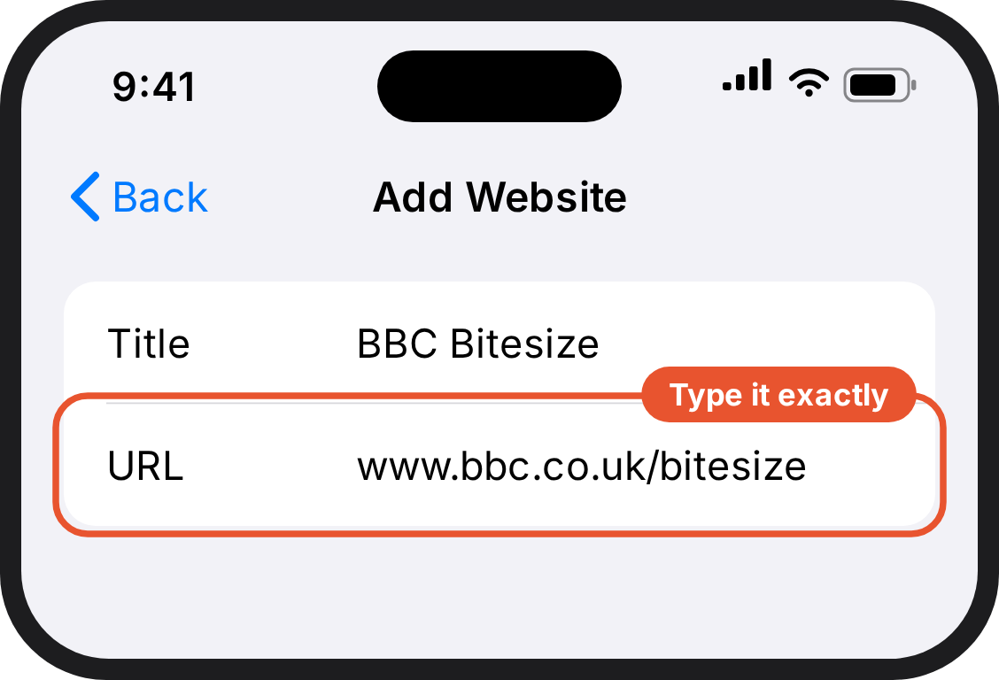 9:41
Back
Add Website
Title BBC Bitesize
Type it exactly
URL www.bbc.co.uk/bitesize